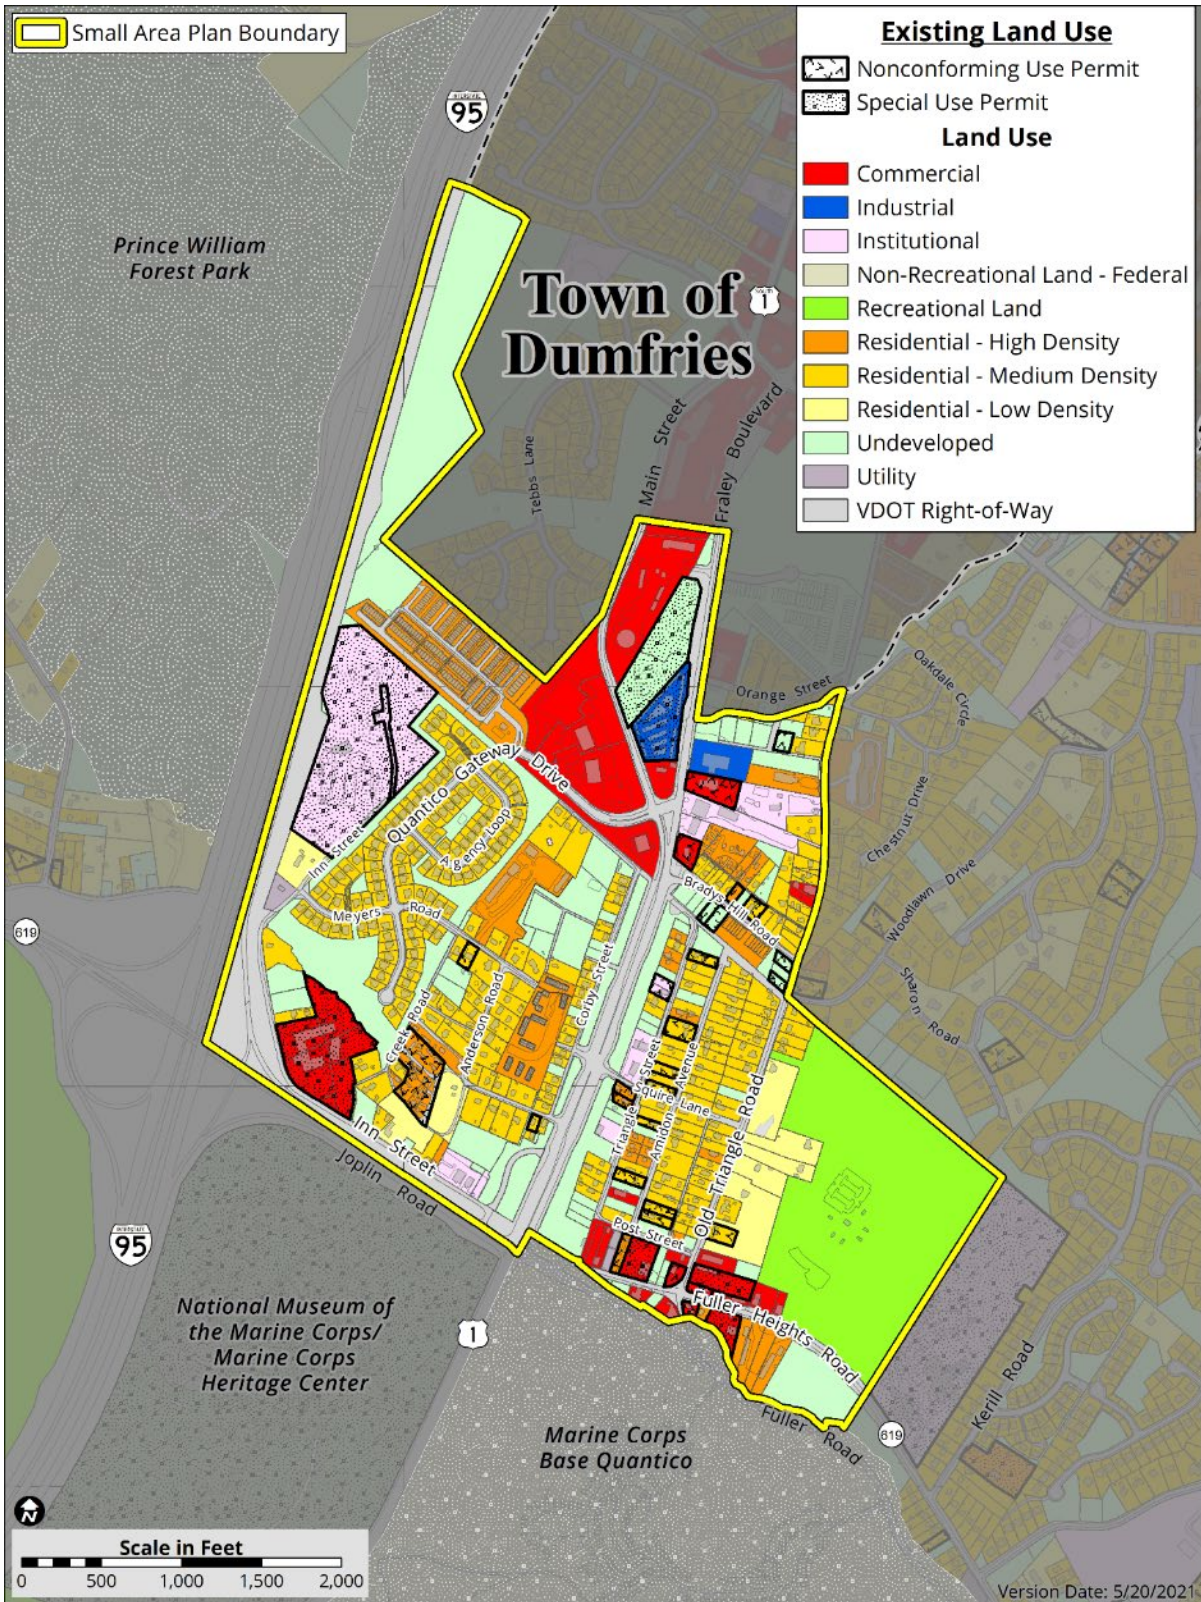 Small Area Plan Boundary
Existing Land Use
Nonconforming Use Permit
Special Use Permit
Land Use
Commercial
Industrial
Institutional
Non-Recreational Land - Federal
Recreational Land
Residential - High Density
Residential - Medium Density
Residential - Low Density
Undeveloped
Utility
VDOT Right-of-Way
95
Prince William
Forest Park
Town of
Dumfries
1
Main Street
Fraley Boulevard
Tebbs Lane
Orange Street
Oakdale Circle
Chestnut Drive
Woodlawn Drive
Sharon Road
Quantico Gateway Drive
Argency Loop
Inn Street
Meyers Road
Bradys Hill Road
619
Corby Street
Anderson Road
Creek Road
Triangle Street
Amidon Avenue
Squire Lane
Old Triangle Road
Inn Street
Joplin Road
Post Street
Fuller Heights Road
95
National Museum of
the Marine Corps/
Marine Corps
Heritage Center
1
Marine Corps
Base Quantico
Fuller Road
619
Kerill Road
N
Scale in Feet
0 500 1,000 1,500 2,000
Version Date: 5/20/2021